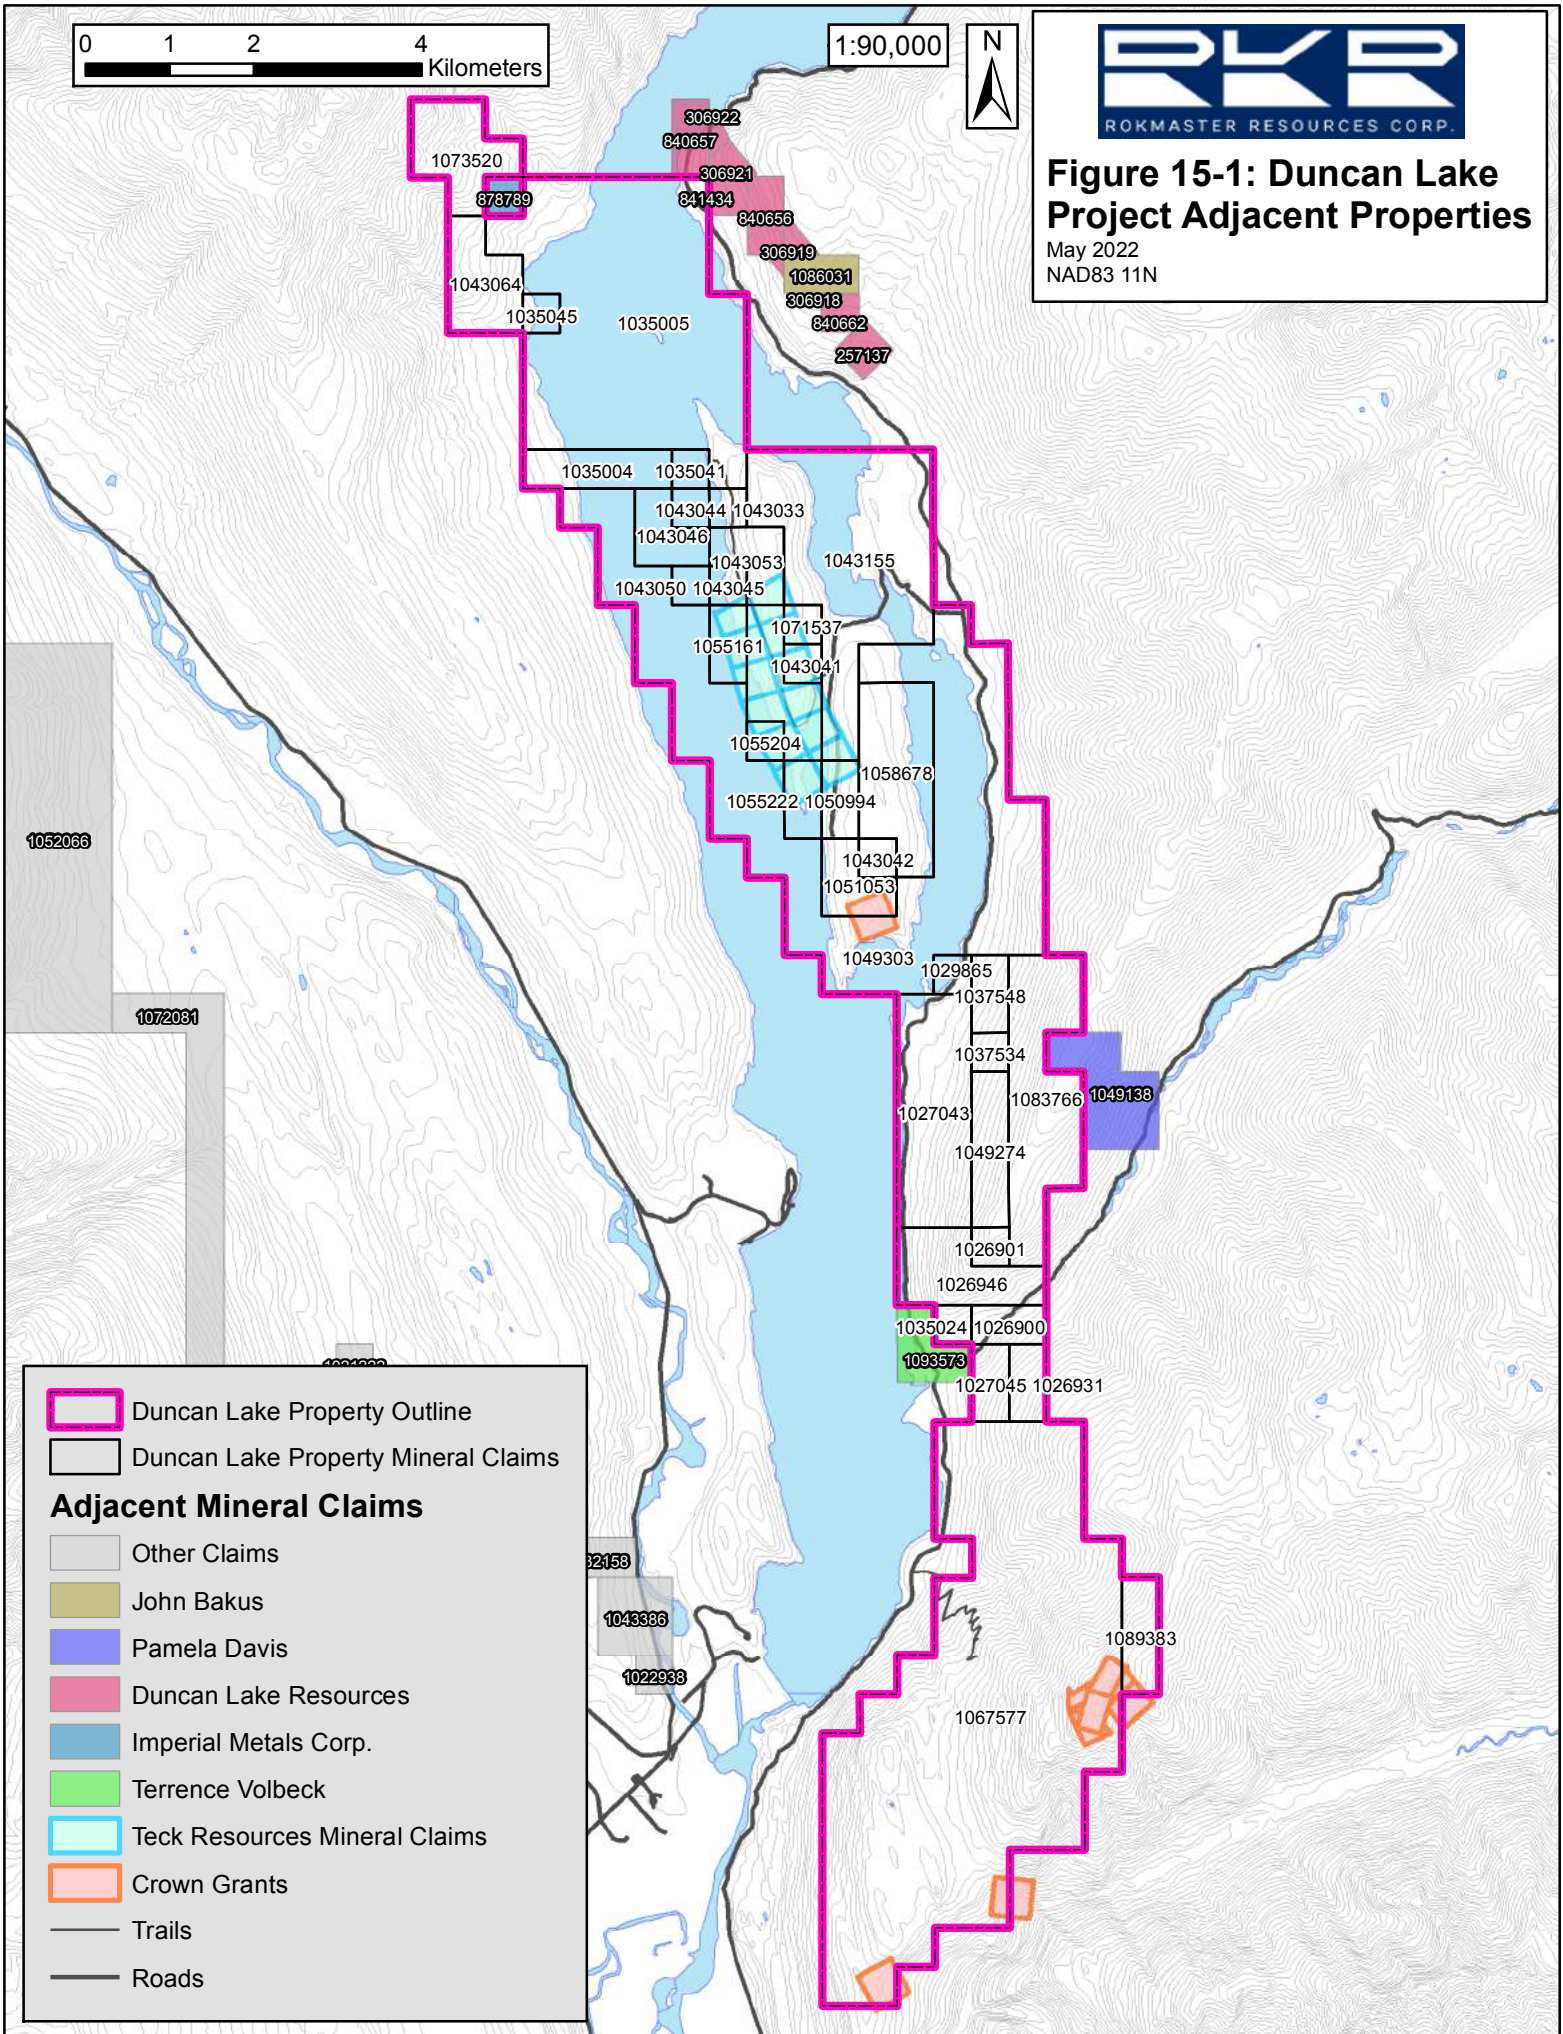 0 1 2 4
Kilometers
1:90,000
N
RKR
ROKMASTER RESOURCES CORP.
Figure 15-1: Duncan Lake
Project Adjacent Properties
May 2022
NAD83 11N
306922
840657
1073520
306921
878789
841434
840656
306919
1086031
1043064
306918
1035045
1035005
840662
257137
1035004
1035041
1043044
1043033
1043046
1043053
1043155
1043050
1043045
1071537
1055161
1043041
1055204
1058678
1055222
1050994
1052066
1043042
1051053
1049303
1029865
1037548
1072081
1037534
1049138
1083766
1027043
1049274
1026901
1026946
1035024
1026900
1093573
1027045
1026931
32158
1043386
1022938
1089383
1067577
Duncan Lake Property Outline
Duncan Lake Property Mineral Claims
Adjacent Mineral Claims
Other Claims
John Bakus
Pamela Davis
Duncan Lake Resources
Imperial Metals Corp.
Terrence Volbeck
Teck Resources Mineral Claims
Crown Grants
Trails
Roads